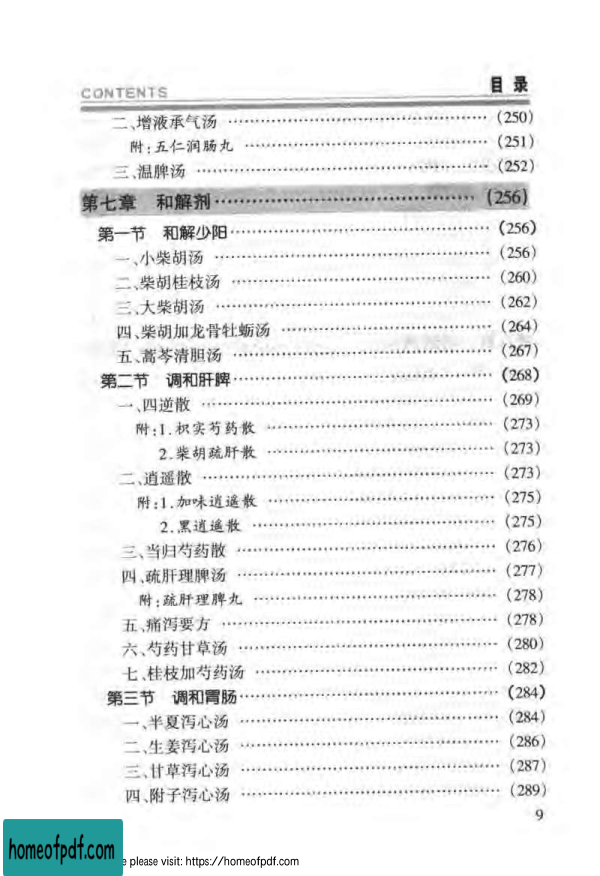 CONTENTS 目 录
二、增液承气汤 …………………………………… (250)
附:五仁润肠丸 …………………………………… (251)
三、温脾汤 …………………………………… (252)
第七章 和解剂 …………………………………… (256)
第一节 和解少阳 …………………………………… (256)
一、小柴胡汤 …………………………………… (256)
二、柴胡桂枝汤 …………………………………… (260)
三、大柴胡汤 …………………………………… (262)
四、柴胡加龙骨牡蛎汤 …………………………………… (264)
五、蒿芩清胆汤 …………………………………… (267)
第二节 调和肝脾 …………………………………… (268)
一、四逆散 …………………………………… (269)
附:1.枳实芍药散 …………………………………… (273)
2.柴胡疏肝散 …………………………………… (273)
二、逍遥散 …………………………………… (273)
附:1.加味逍遥散 …………………………………… (275)
2.黑逍遥散 …………………………………… (275)
三、当归芍药散 …………………………………… (276)
四、疏肝理脾汤 …………………………………… (277)
附:疏肝理脾丸 …………………………………… (278)
五、痛泻要方 …………………………………… (278)
六、芍药甘草汤 …………………………………… (280)
七、桂枝加芍药汤 …………………………………… (282)
第三节 调和胃肠 …………………………………… (284)
一、半夏泻心汤 …………………………………… (284)
二、生姜泻心汤 …………………………………… (286)
三、甘草泻心汤 …………………………………… (287)
四、附子泻心汤 …………………………………… (289)
9
homeofpdf.com
e please visit: https://homeofpdf.com